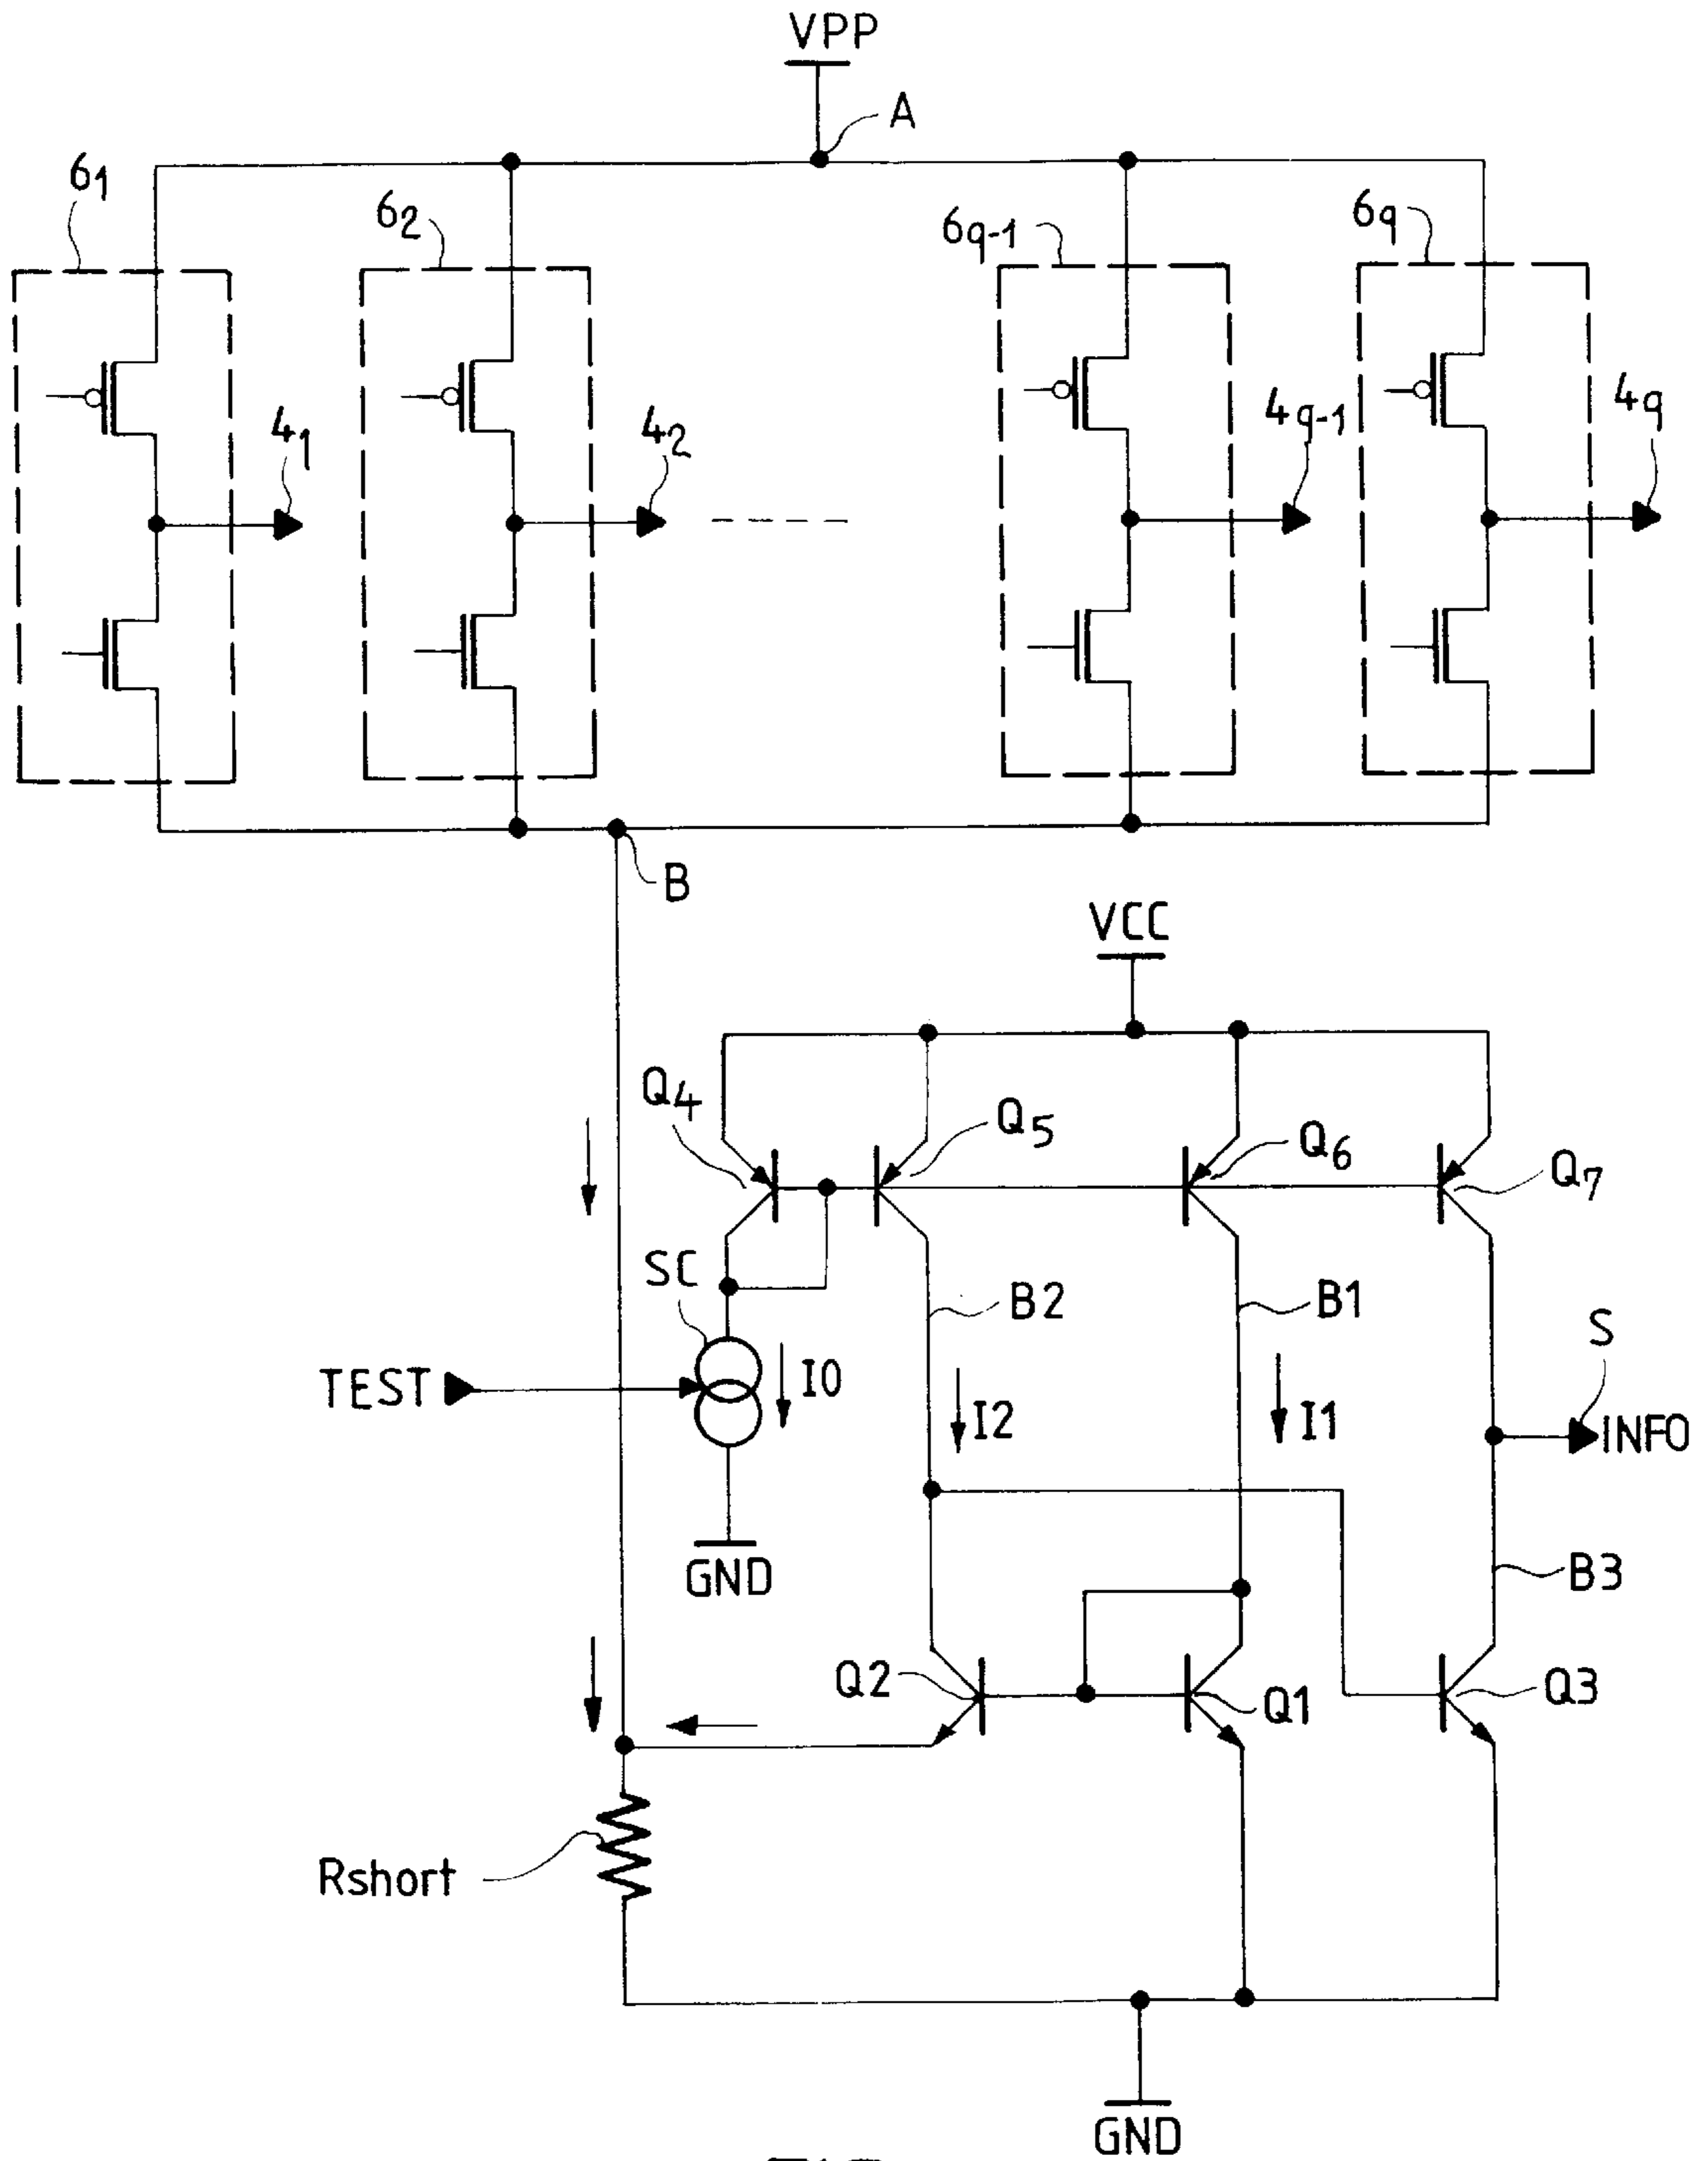 VPP
A
6₁
6₂
6q-1
6q
4₁
4₂
4q-1
4q
B
VCC
Q4
Q5
Q6
Q7
SC
B2
B1
S
TEST
I0
I2
I1
INFO
GND
B3
Q2
Q1
Q3
Rshort
GND